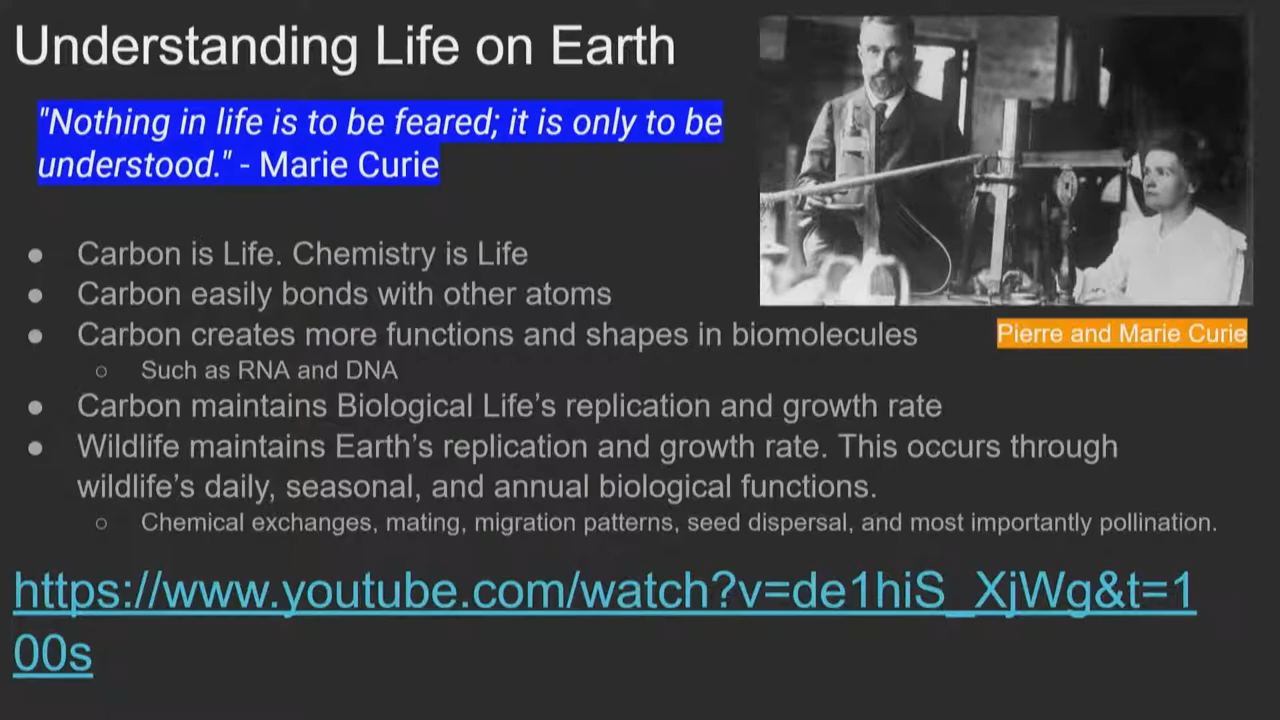 Understanding Life on Earth
"Nothing in life is to be feared; it is only to be
understood." - Marie Curie
● Carbon is Life. Chemistry is Life
● Carbon easily bonds with other atoms
● Carbon creates more functions and shapes in biomolecules
○ Such as RNA and DNA
● Carbon maintains Biological Life's replication and growth rate
● Wildlife maintains Earth's replication and growth rate. This occurs through
wildlife's daily, seasonal, and annual biological functions.
○ Chemical exchanges, mating, migration patterns, seed dispersal, and most importantly pollination.
Pierre and Marie Curie
https://www.youtube.com/watch?v=de1hiS_XjWg&t=1
00s